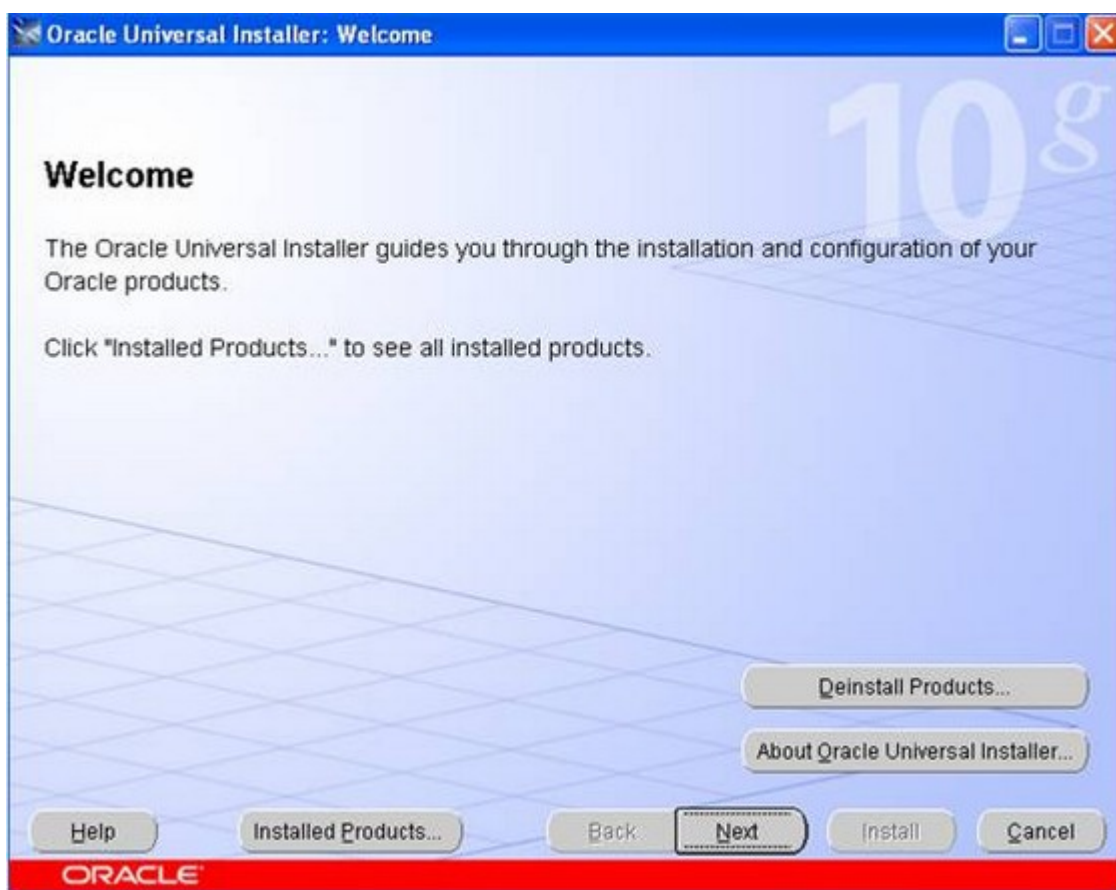 Oracle Universal Installer: Welcome
10g
Welcome
The Oracle Universal Installer guides you through the installation and configuration of your
Oracle products.
Click "Installed Products..." to see all installed products.
Deinstall Products...
About Oracle Universal Installer...
Help Installed Products... Back Next Install Cancel
ORACLE